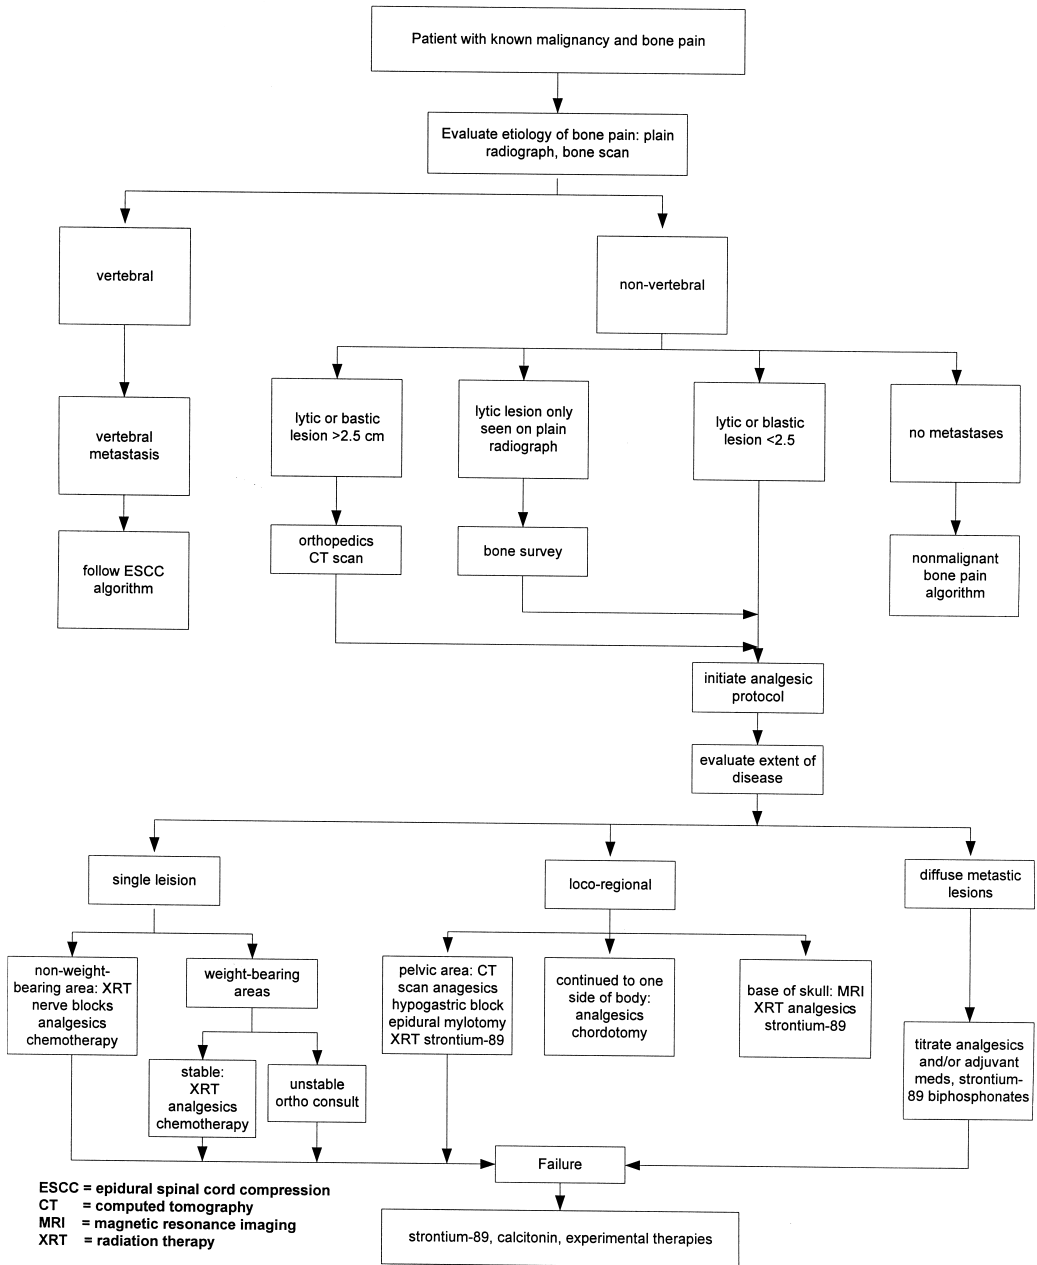 Patient with known malignancy and bone pain
Evaluate etiology of bone pain: plain
radiograph, bone scan
vertebral
non-vertebral
lytic or bastic
lesion >2.5 cm
lytic lesion only
seen on plain
radiograph
lytic or blastic
lesion <2.5
no metastases
vertebral
metastasis
orthopedics
CT scan
bone survey
nonmalignant
bone pain
algorithm
follow ESCC
algorithm
initiate analgesic
protocol
evaluate extent of
disease
single leision
loco-regional
diffuse metastic
lesions
non-weight-
bearing area: XRT
nerve blocks
analgesics
chemotherapy
weight-bearing
areas
pelvic area: CT
scan anagesics
hypogastric block
epidural mylotomy
XRT strontium-89
continued to one
side of body:
analgesics
chordotomy
base of skull: MRI
XRT analgesics
strontium-89
titrate analgesics
and/or adjuvant
meds, strontium-
89 biphosphonates
stable:
XRT
analgesics
chemotherapy
unstable
ortho consult
Failure
strontium-89, calcitonin, experimental therapies
ESCC = epidural spinal cord compression
CT = computed tomography
MRI = magnetic resonance imaging
XRT = radiation therapy